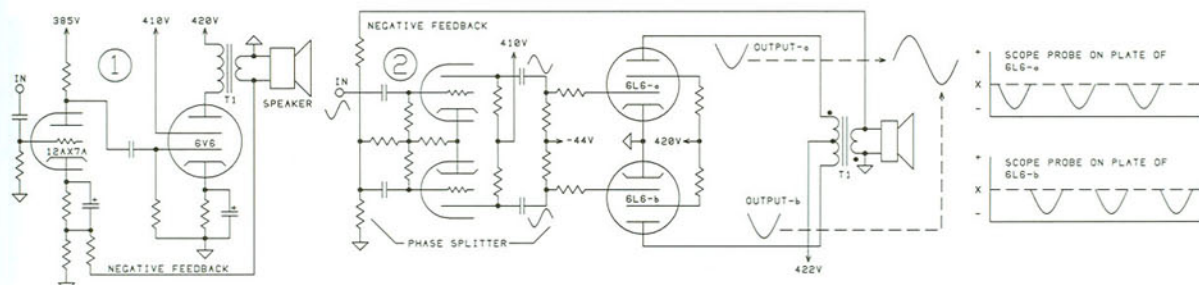 385V
410V
420V
①
IN
T1
SPEAKER
12AX7A
6V6
NEGATIVE FEEDBACK
NEGATIVE FEEDBACK
②
IN
410V
-44V
PHASE SPLITTER
6L6-a
420V
6L6-b
OUTPUT-a
OUTPUT-b
T1
422V
+
SCOPE PROBE ON PLATE OF
6L6-a
X
-
+
SCOPE PROBE ON PLATE OF
6L6-b
X
-